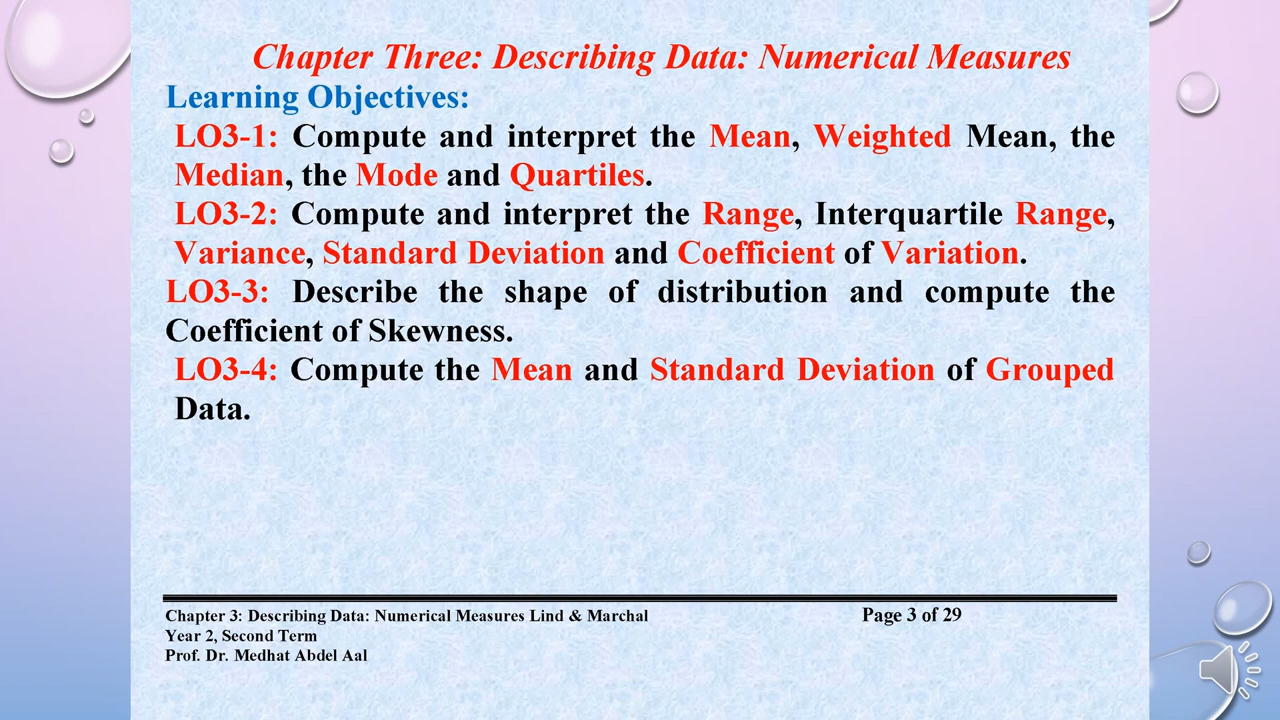 Chapter Three: Describing Data: Numerical Measures
Learning Objectives:
LO3-1: Compute and interpret the Mean, Weighted Mean, the
Median, the Mode and Quartiles.
LO3-2: Compute and interpret the Range, Interquartile Range,
Variance, Standard Deviation and Coefficient of Variation.
LO3-3: Describe the shape of distribution and compute the
Coefficient of Skewness.
LO3-4: Compute the Mean and Standard Deviation of Grouped
Data.
Chapter 3: Describing Data: Numerical Measures Lind & Marchal Page 3 of 29
Year 2, Second Term
Prof. Dr. Medhat Abdel Aal